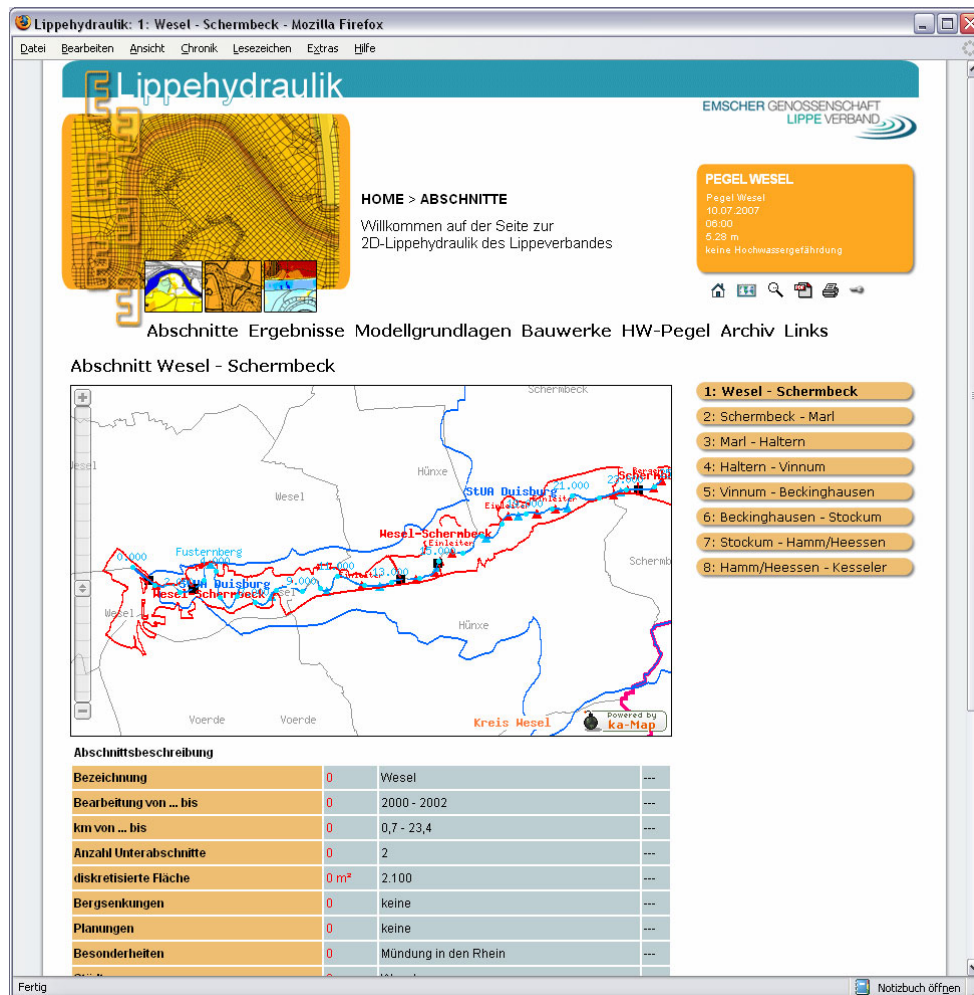 Lippehydraulik: 1: Wesel - Schermbeck - Mozilla Firefox
Datei Bearbeiten Ansicht Chronik Lesezeichen Extras Hilfe
Lippehydraulik
EMSCHER GENOSSENSCHAFT
LIPPE VERBAND
HOME > ABSCHNITTE
Willkommen auf der Seite zur
2D-Lippehydraulik des Lippeverbandes
PEGEL WESEL
Pegel Wesel
10.07.2007
06:00
5.28 m
keine Hochwassergefährdung
Abschnitte Ergebnisse Modellgrundlagen Bauwerke HW-Pegel Archiv Links
Abschnitt Wesel - Schermbeck
Schermbeck
Wesel
Hünxe
Wesel
StUA Duisburg
21.000
Einleiter
Wesel-Schermbeck
Einleiter
15.000
Fusternberg
0.000
13.000
9.000
StUA Duisburg
Wesel-Schermbeck
Wesel
Scherm
Hünxe
Voerde
Voerde
Kreis Wesel
Powered by
ka-Map
1: Wesel - Schermbeck
2: Schermbeck - Marl
3: Marl - Haltern
4: Haltern - Vinnum
5: Vinnum - Beckinghausen
6: Beckinghausen - Stockum
7: Stockum - Hamm/Heessen
8: Hamm/Heessen - Kesseler
Abschnittsbeschreibung
Bezeichnung 0 Wesel ---
Bearbeitung von ... bis 0 2000 - 2002 ---
km von ... bis 0 0,7 - 23,4 ---
Anzahl Unterabschnitte 0 2 ---
diskretisierte Fläche 0 m² 2.100 ---
Bergsenkungen 0 keine ---
Planungen 0 keine ---
Besonderheiten 0 Mündung in den Rhein ---
Fertig
Notizbuch öffnen